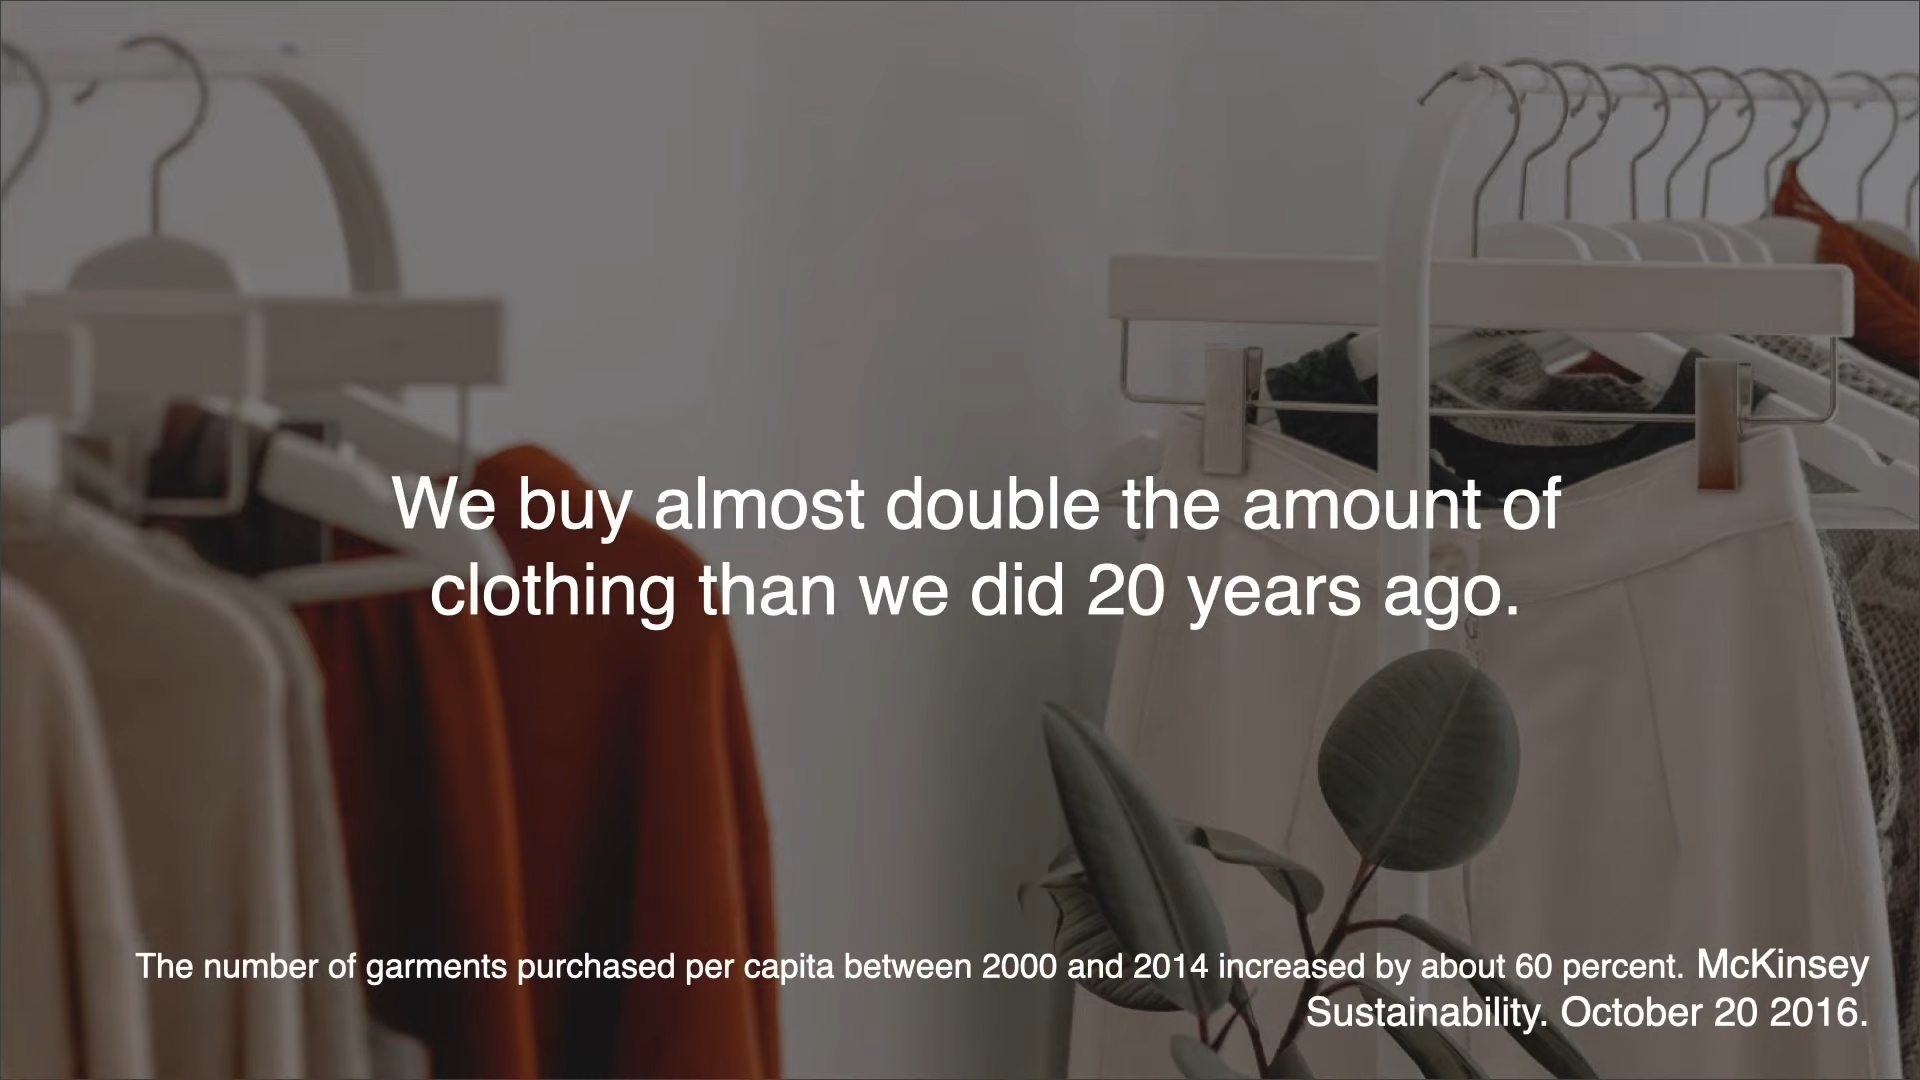 We buy almost double the amount of
clothing than we did 20 years ago.
The number of garments purchased per capita between 2000 and 2014 increased by about 60 percent. McKinsey
Sustainability. October 20 2016.